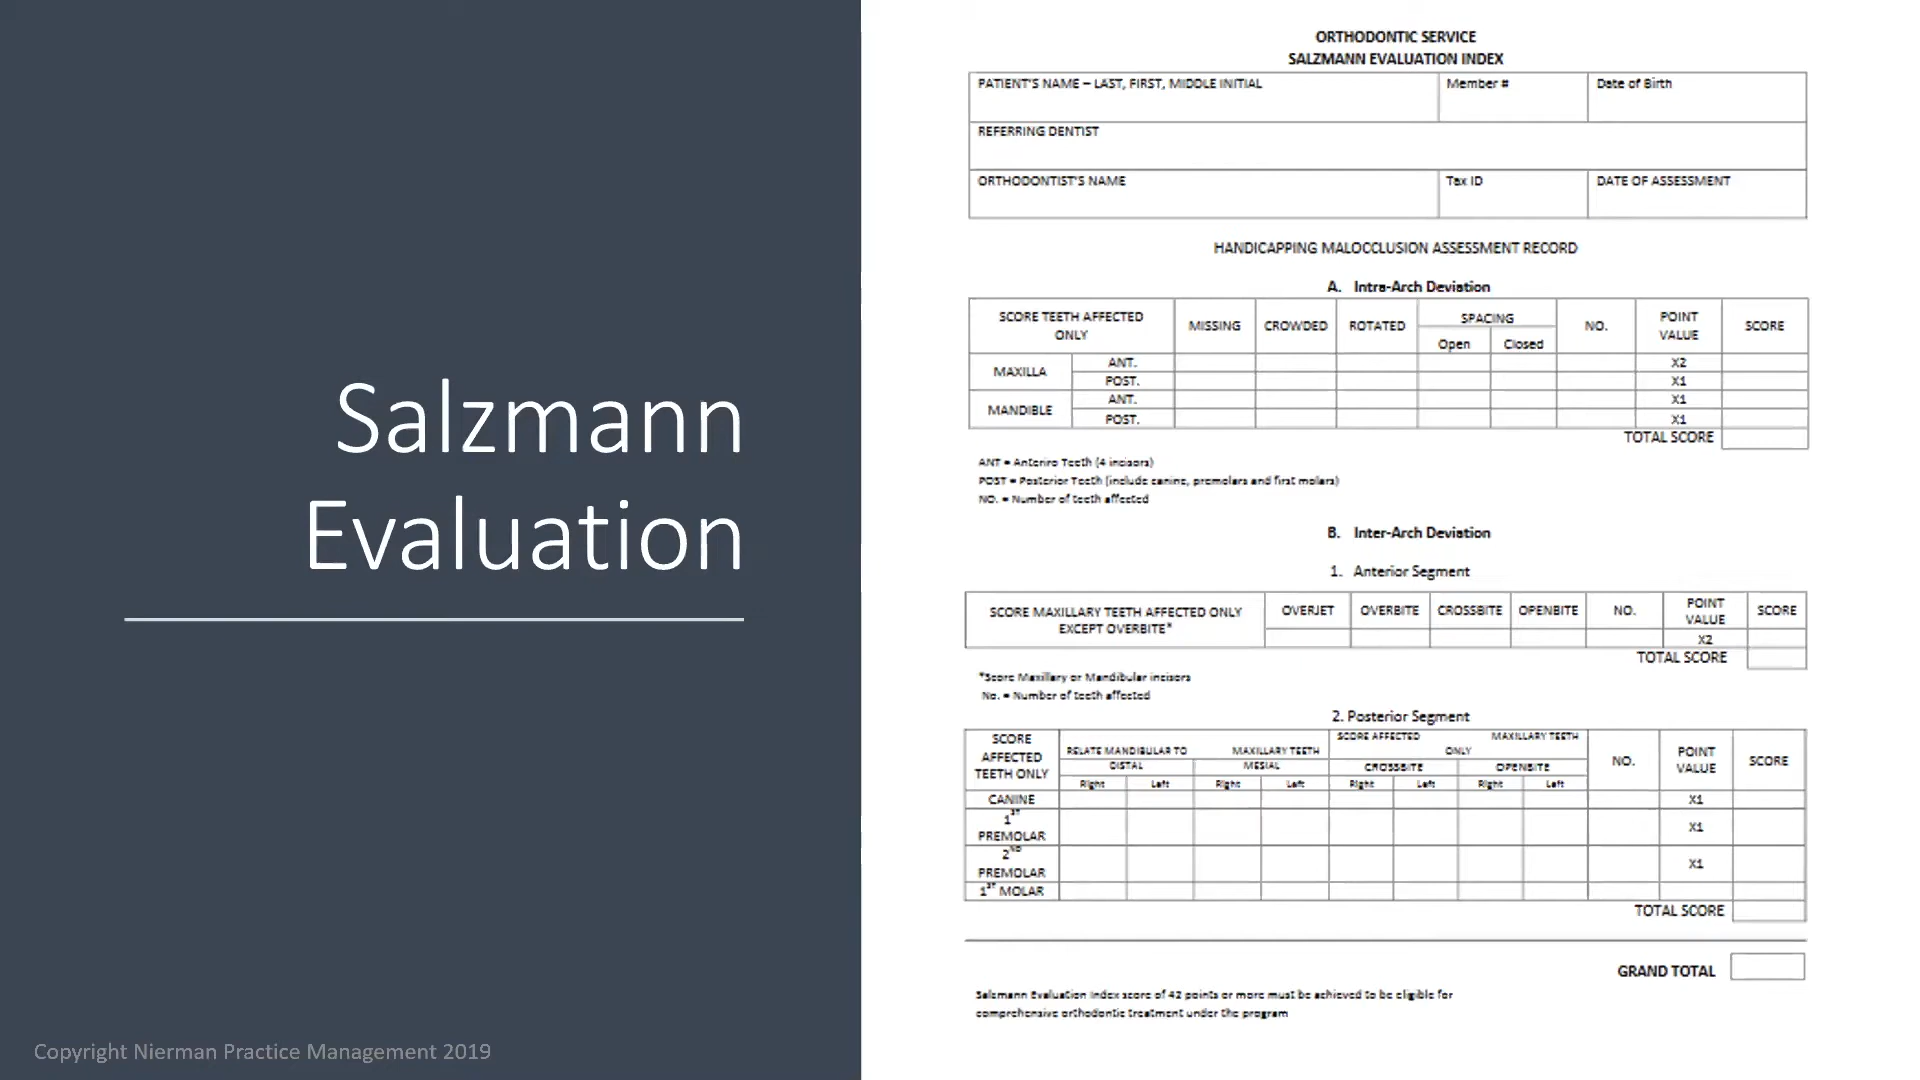 Salzmann
Evaluation
Copyright Nierman Practice Management 2019
ORTHODONTIC SERVICE
SALZMANN EVALUATION INDEX
PATIENT'S NAME – LAST, FIRST, MIDDLE INITIAL Member # Date of Birth
REFERRING DENTIST
ORTHODONTIST'S NAME Tax ID DATE OF ASSESSMENT
HANDICAPPING MALOCCLUSION ASSESSMENT RECORD
A. Intra-Arch Deviation
SCORE TEETH AFFECTED ONLY MISSING CROWDED ROTATED SPACING NO. POINT VALUE SCORE
Open Closed
MAXILLA ANT. X2
POST. X1
MANDIBLE ANT. X1
POST. X1
TOTAL SCORE
ANT = Anteriro Teeth (4 incisors)
POST = Posterior Teeth (include canine, premolars and first molars)
NO. = Number of teeth affected
B. Inter-Arch Deviation
1. Anterior Segment
SCORE MAXILLARY TEETH AFFECTED ONLY EXCEPT OVERBITE* OVERJET OVERBITE CROSSBITE OPENBITE NO. POINT VALUE SCORE
X2
TOTAL SCORE
*Score Maxillary or Mandibular incisors
No. = Number of teeth affected
2. Posterior Segment
SCORE AFFECTED TEETH ONLY RELATE MANDIBULAR TO MAXILLARY TEETH SCORE AFFECTED MAXILLARY TEETH ONLY NO. POINT VALUE SCORE
DISTAL MESIAL CROSSBITE OPENBITE
Right Left Right Left Right Left Right Left
CANINE X1
1ST PREMOLAR X1
2ND PREMOLAR X1
1ST MOLAR
TOTAL SCORE
GRAND TOTAL
Salzmann Evaluation Index score of 42 points or more must be achieved to be eligible for
comprehensive orthodontic treatment under the program